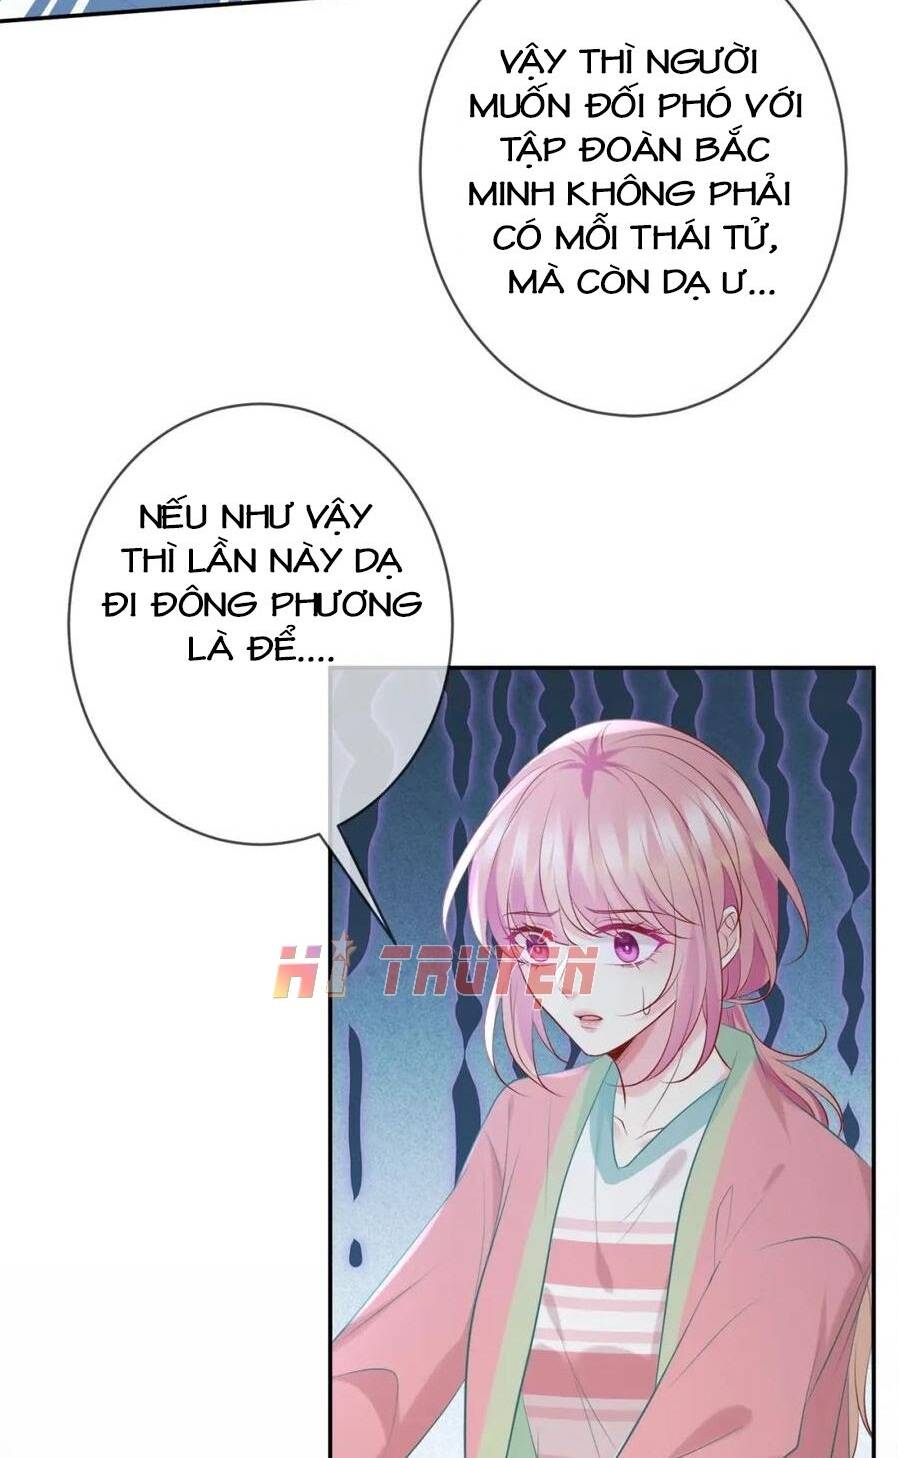 VẬY THÌ NGƯỜI
MUỐN ĐỐI PHÓ VỚI
TẬP ĐOÀN BẮC
MINH KHÔNG PHẢI
CÓ MỖI THÁI TỬ,
MÀ CÒN DẠ Ư...
NẾU NHƯ VẬY
THÌ LẦN NÀY DẠ
ĐI ĐÔNG PHƯƠNG
LÀ ĐỂ....
HI TRUYỆN